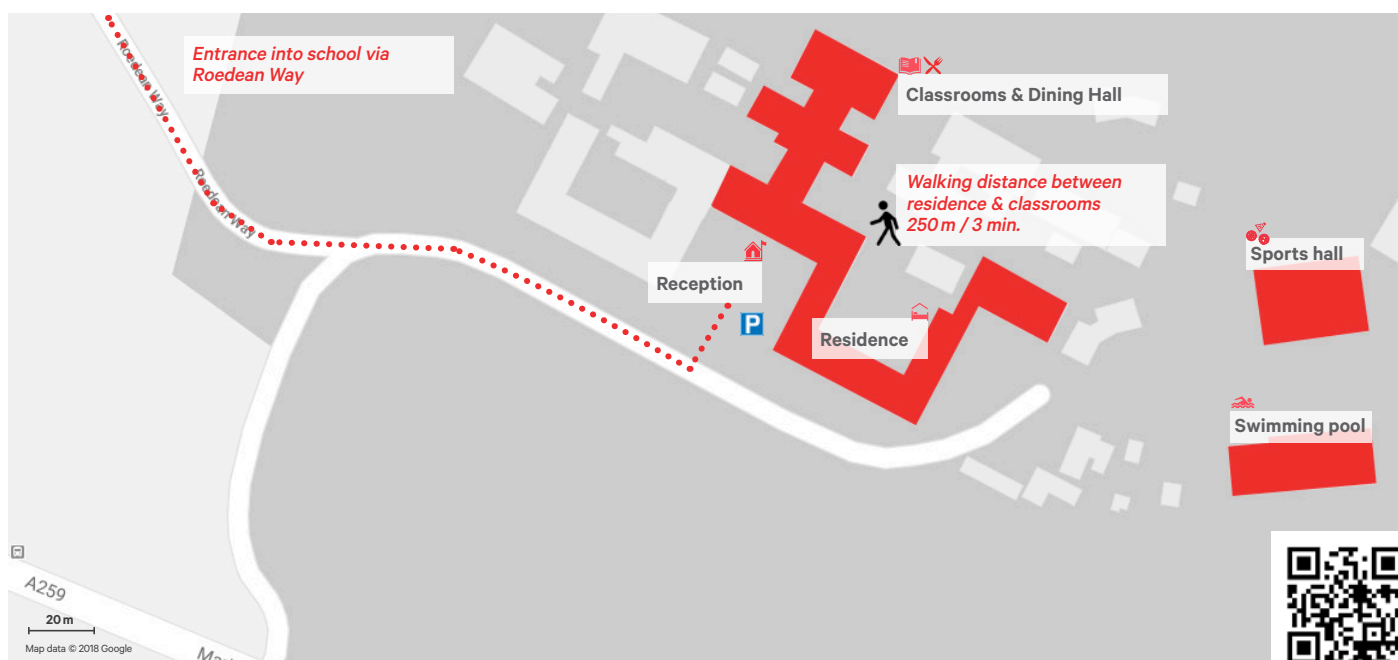 Roedean Way
Entrance into school via
Roedean Way
Classrooms & Dining Hall
Roedean Way
Walking distance between
residence & classrooms
250 m / 3 min.
Sports hall
Reception
P
Residence
Swimming pool
A259
20 m
Map data © 2018 Google